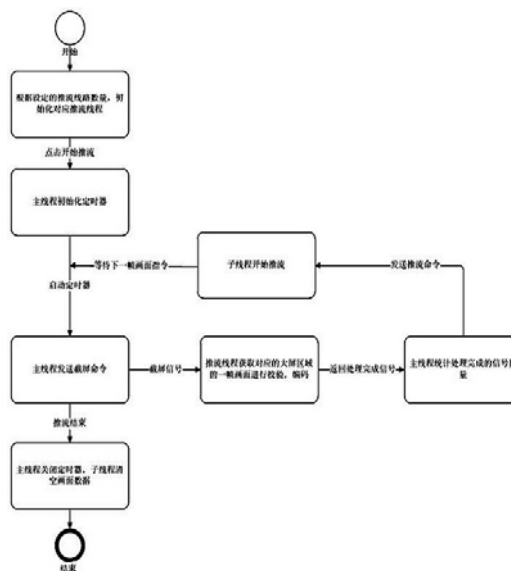 开始
根据设定的推流线路数量，初
始化对应推流线程
点击开始推流
主线程初始化定时器
等待下一帧画面指令
子线程开始推流
发送推流命令
启动定时器
主线程发送截屏命令
截屏信号
推流线程获取对应的大屏区域
的一帧画面进行校验，编码
返回处理完成信号
主线程统计处理完成的信号数
量
推流结束
主线程关闭定时器，子线程清
空画面数据
结束